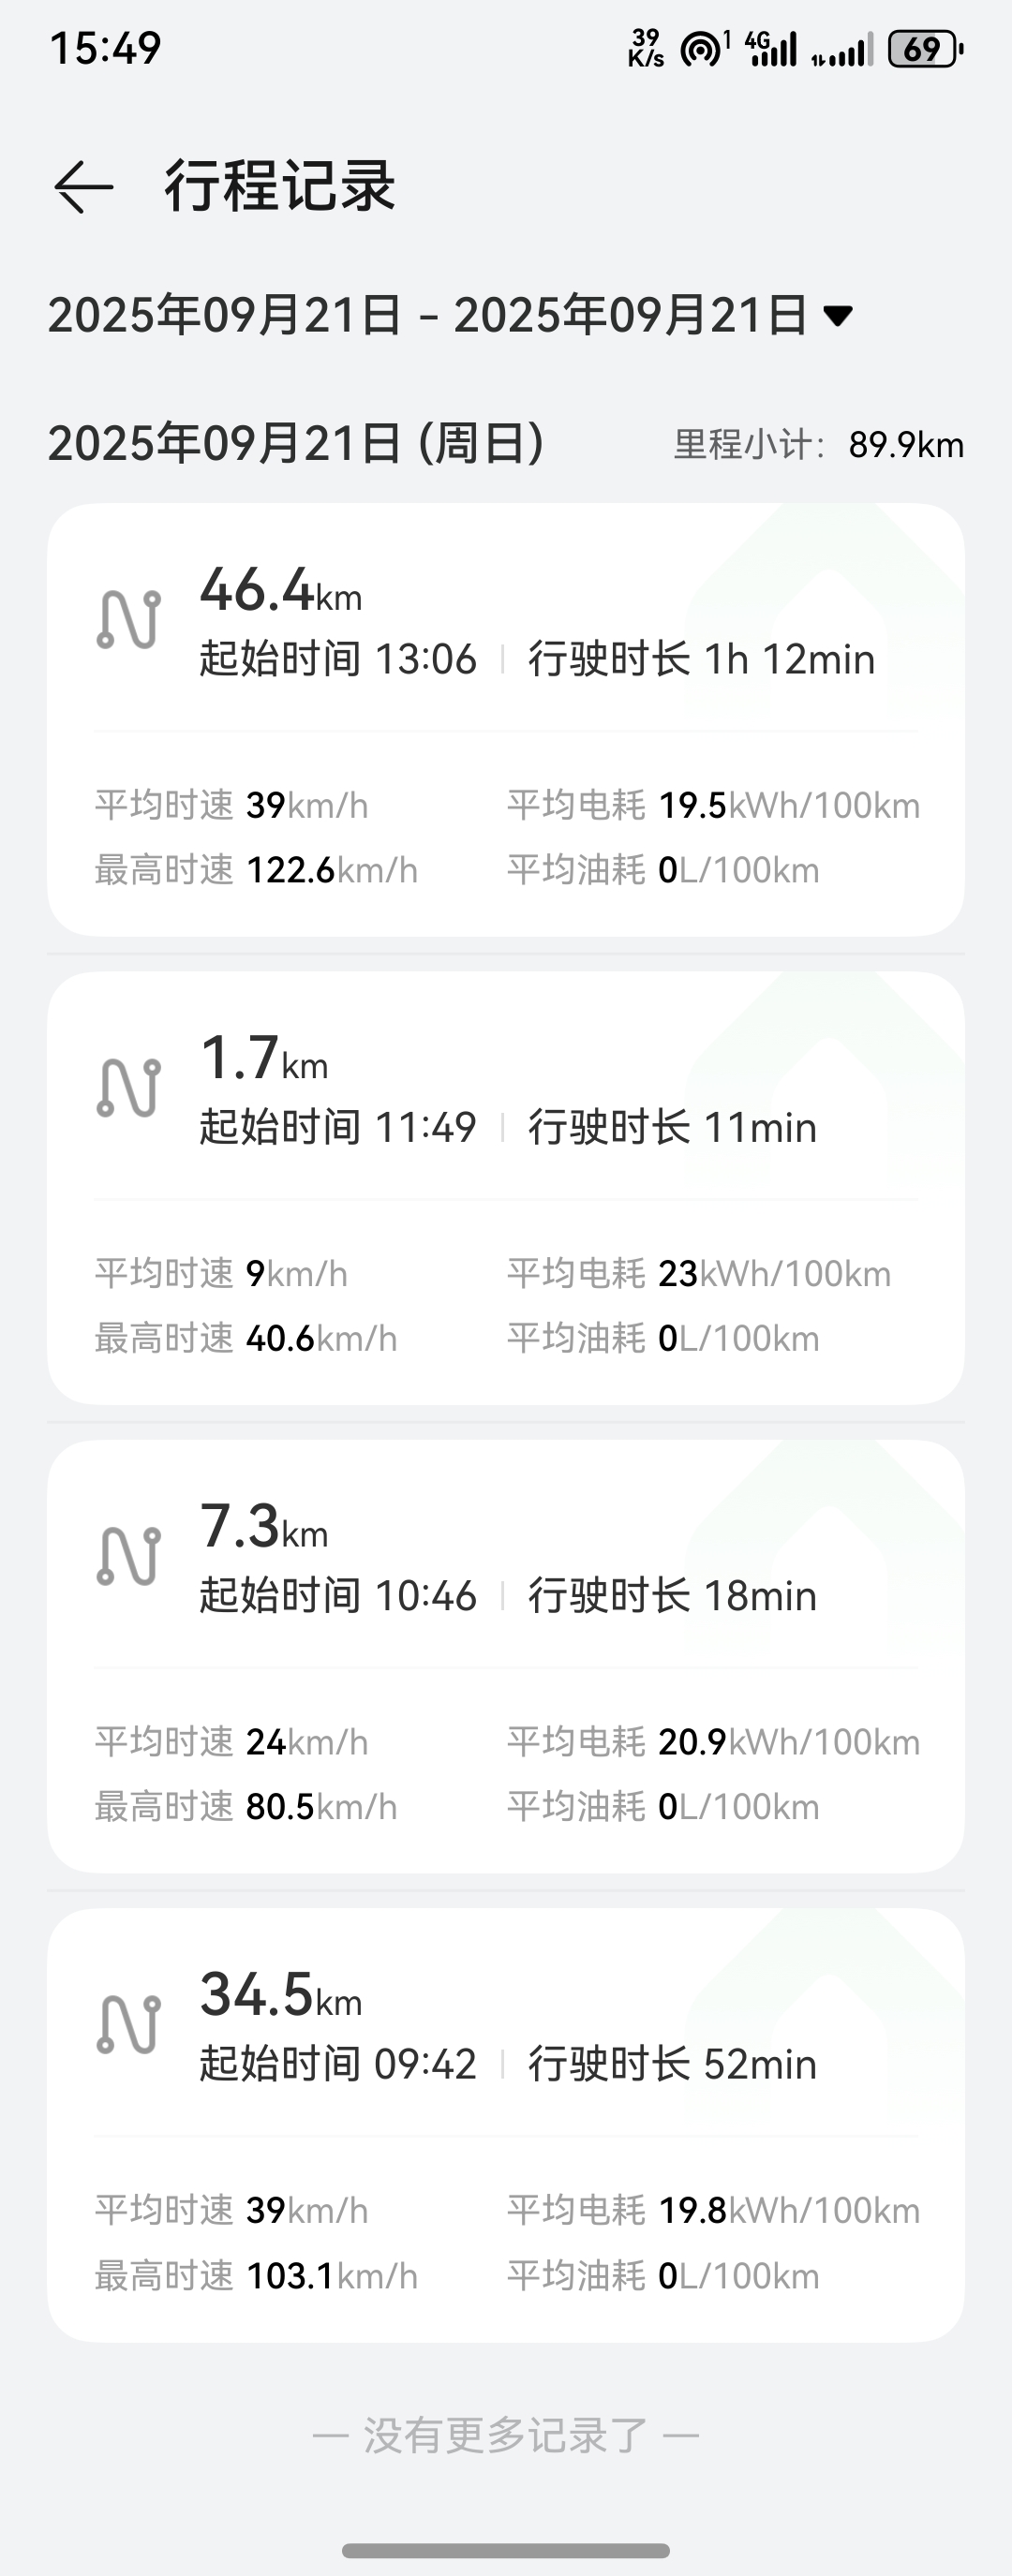 15:49 39 K/s 1 4G 69
行程记录
2025年09月21日 - 2025年09月21日
2025年09月21日 (周日) 里程小计: 89.9km
46.4km
起始时间 13:06 | 行驶时长 1h 12min
平均时速 39km/h 平均电耗 19.5kWh/100km
最高时速 122.6km/h 平均油耗 0L/100km
1.7km
起始时间 11:49 | 行驶时长 11min
平均时速 9km/h 平均电耗 23kWh/100km
最高时速 40.6km/h 平均油耗 0L/100km
7.3km
起始时间 10:46 | 行驶时长 18min
平均时速 24km/h 平均电耗 20.9kWh/100km
最高时速 80.5km/h 平均油耗 0L/100km
34.5km
起始时间 09:42 | 行驶时长 52min
平均时速 39km/h 平均电耗 19.8kWh/100km
最高时速 103.1km/h 平均油耗 0L/100km
— 没有更多记录了 —